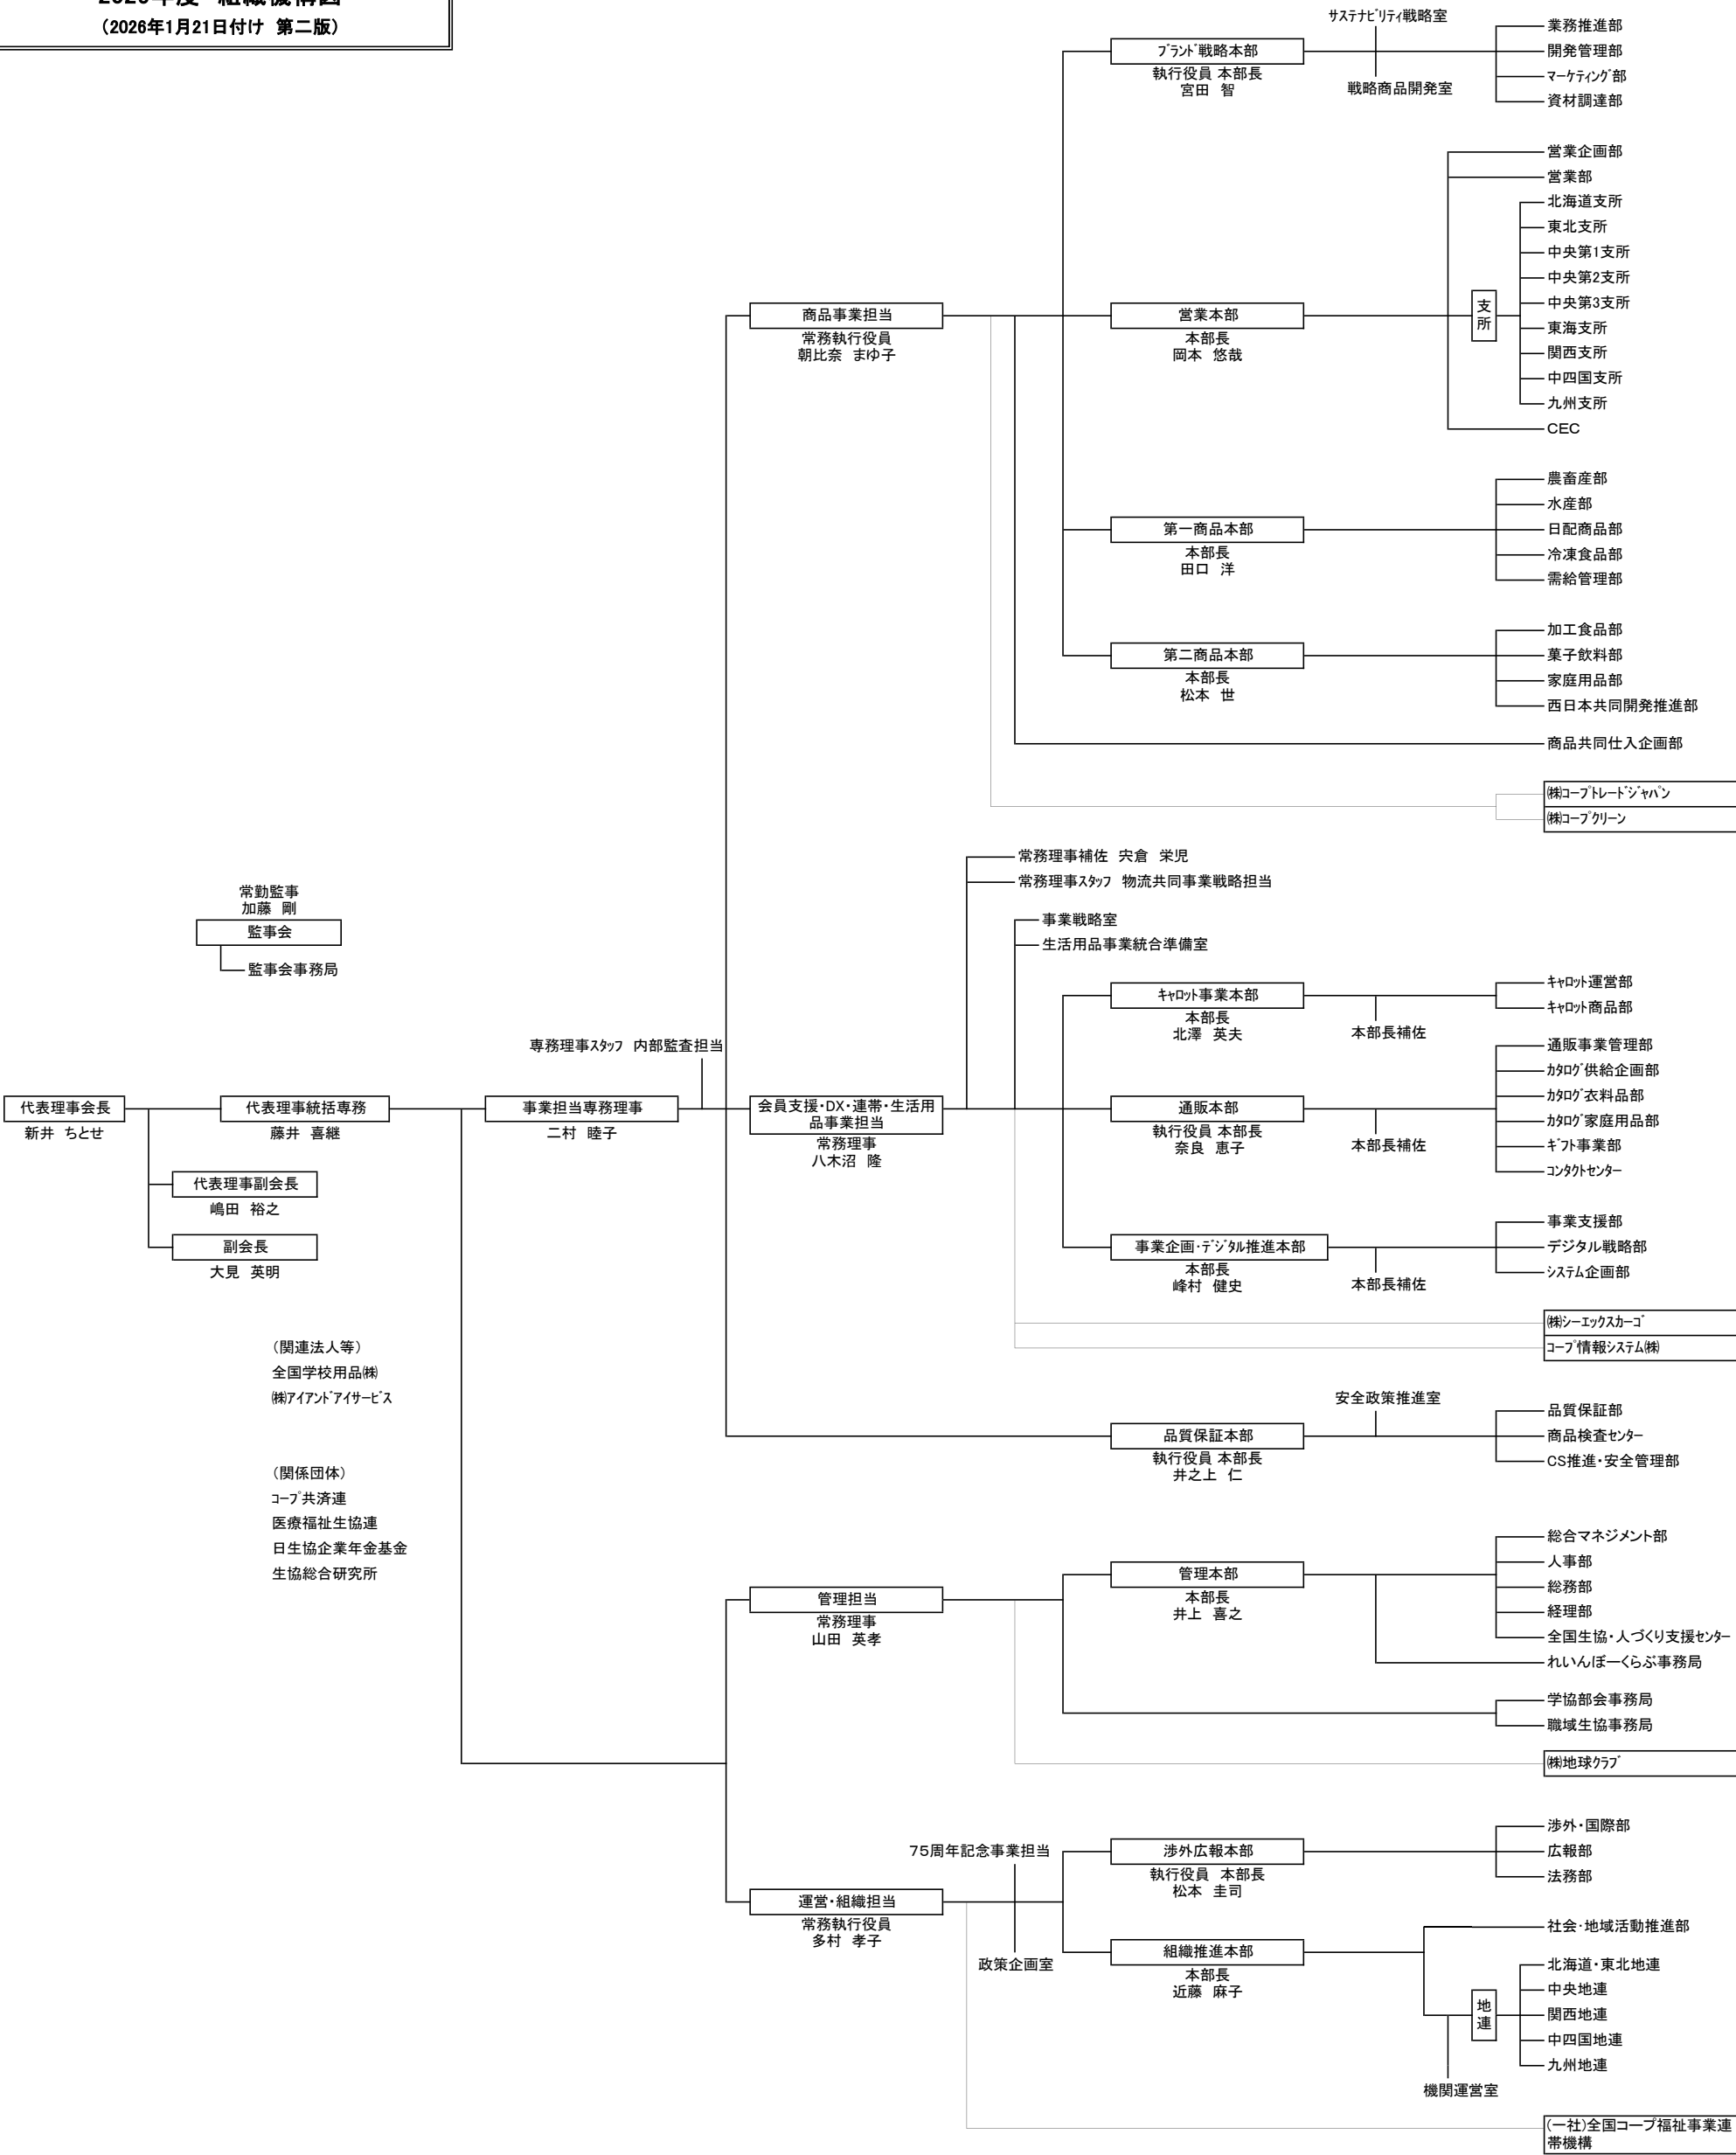 (2026年1月21日付け 第二版)
サステナビリティ戦略室
業務推進部
ブランド戦略本部
開発管理部
執行役員 本部長
宮田 智
戦略商品開発室
マーケティング部
資材調達部
営業企画部
営業部
北海道支所
東北支所
中央第1支所
中央第2支所
商品事業担当
常務執行役員
朝比奈 まゆ子
営業本部
本部長
岡本 悠哉
支所
中央第3支所
東海支所
関西支所
中四国支所
九州支所
CEC
農畜産部
水産部
第一商品本部
本部長
田口 洋
日配商品部
冷凍食品部
需給管理部
加工食品部
第二商品本部
本部長
松本 世
菓子飲料部
家庭用品部
西日本共同開発推進部
商品共同仕入企画部
㈱コープトレードジャパン
㈱コープクリーン
常務理事補佐 宍倉 栄児
常務理事スタッフ 物流共同事業戦略担当
常勤監事
加藤 剛
監事会
監事会事務局
事業戦略室
生活用品事業統合準備室
キャロット事業本部
本部長
北澤 英夫
本部長補佐
キャロット運営部
キャロット商品部
専務理事スタッフ 内部監査担当
代表理事会長
新井 ちとせ
代表理事統括専務
藤井 喜継
事業担当専務理事
二村 睦子
会員支援・DX・連帯・生活用
品事業担当
常務理事
八木沼 隆
通販本部
執行役員 本部長
奈良 恵子
本部長補佐
通販事業管理部
カタログ供給企画部
カタログ衣料品部
カタログ家庭用品部
ギフト事業部
コンタクトセンター
代表理事副会長
嶋田 裕之
副会長
大見 英明
事業企画・デジタル推進本部
本部長
峰村 健史
本部長補佐
事業支援部
デジタル戦略部
システム企画部
㈱シーエックスカーゴ
コープ情報システム㈱
(関連法人等)
全国学校用品㈱
㈱アイアンドアイサービス
安全政策推進室
品質保証本部
執行役員 本部長
井之上 仁
品質保証部
商品検査センター
CS推進・安全管理部
(関係団体)
コープ共済連
医療福祉生協連
日生協企業年金基金
生協総合研究所
管理担当
常務理事
山田 英孝
管理本部
本部長
井上 喜之
総合マネジメント部
人事部
総務部
経理部
全国生協・人づくり支援センター
れいんぼーくらぶ事務局
学協部会事務局
職域生協事務局
㈱地球クラブ
75周年記念事業担当
運営・組織担当
常務執行役員
多村 孝子
政策企画室
渉外広報本部
執行役員 本部長
松本 圭司
渉外・国際部
広報部
法務部
組織推進本部
本部長
近藤 麻子
社会・地域活動推進部
地連
北海道・東北地連
中央地連
関西地連
中四国地連
九州地連
機関運営室
(一社)全国コープ福祉事業連
帯機構